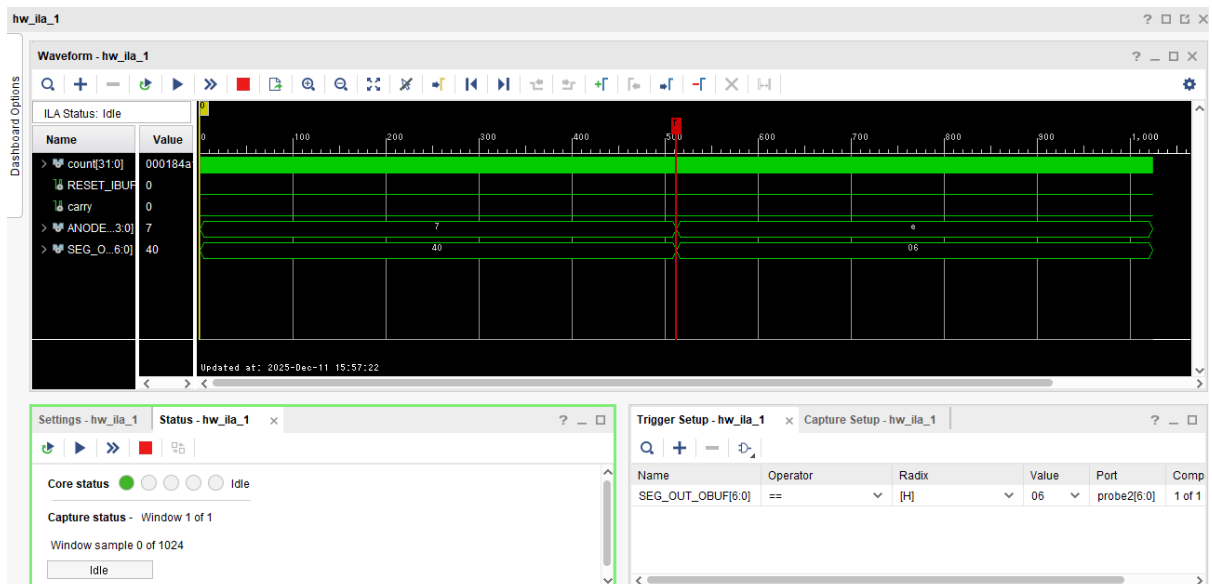 hw_ila_1
Dashboard Options
Waveform - hw_ila_1
ILA Status: Idle
Name Value
0
0 100 200 300 400 500 600 700 800 900 1,000
count[31:0] 000184a
RESET_IBUF 0
carry 0
ANODE...3:0] 7 7 e
SEG_O...6:0] 40 40 06
Updated at: 2025-Dec-11 15:57:22
Settings - hw_ila_1 Status - hw_ila_1
Core status Idle
Capture status - Window 1 of 1
Window sample 0 of 1024
Idle
Trigger Setup - hw_ila_1 Capture Setup - hw_ila_1
Name Operator Radix Value Port Comp
SEG_OUT_OBUF[6:0] == [H] 06 probe2[6:0] 1 of 1